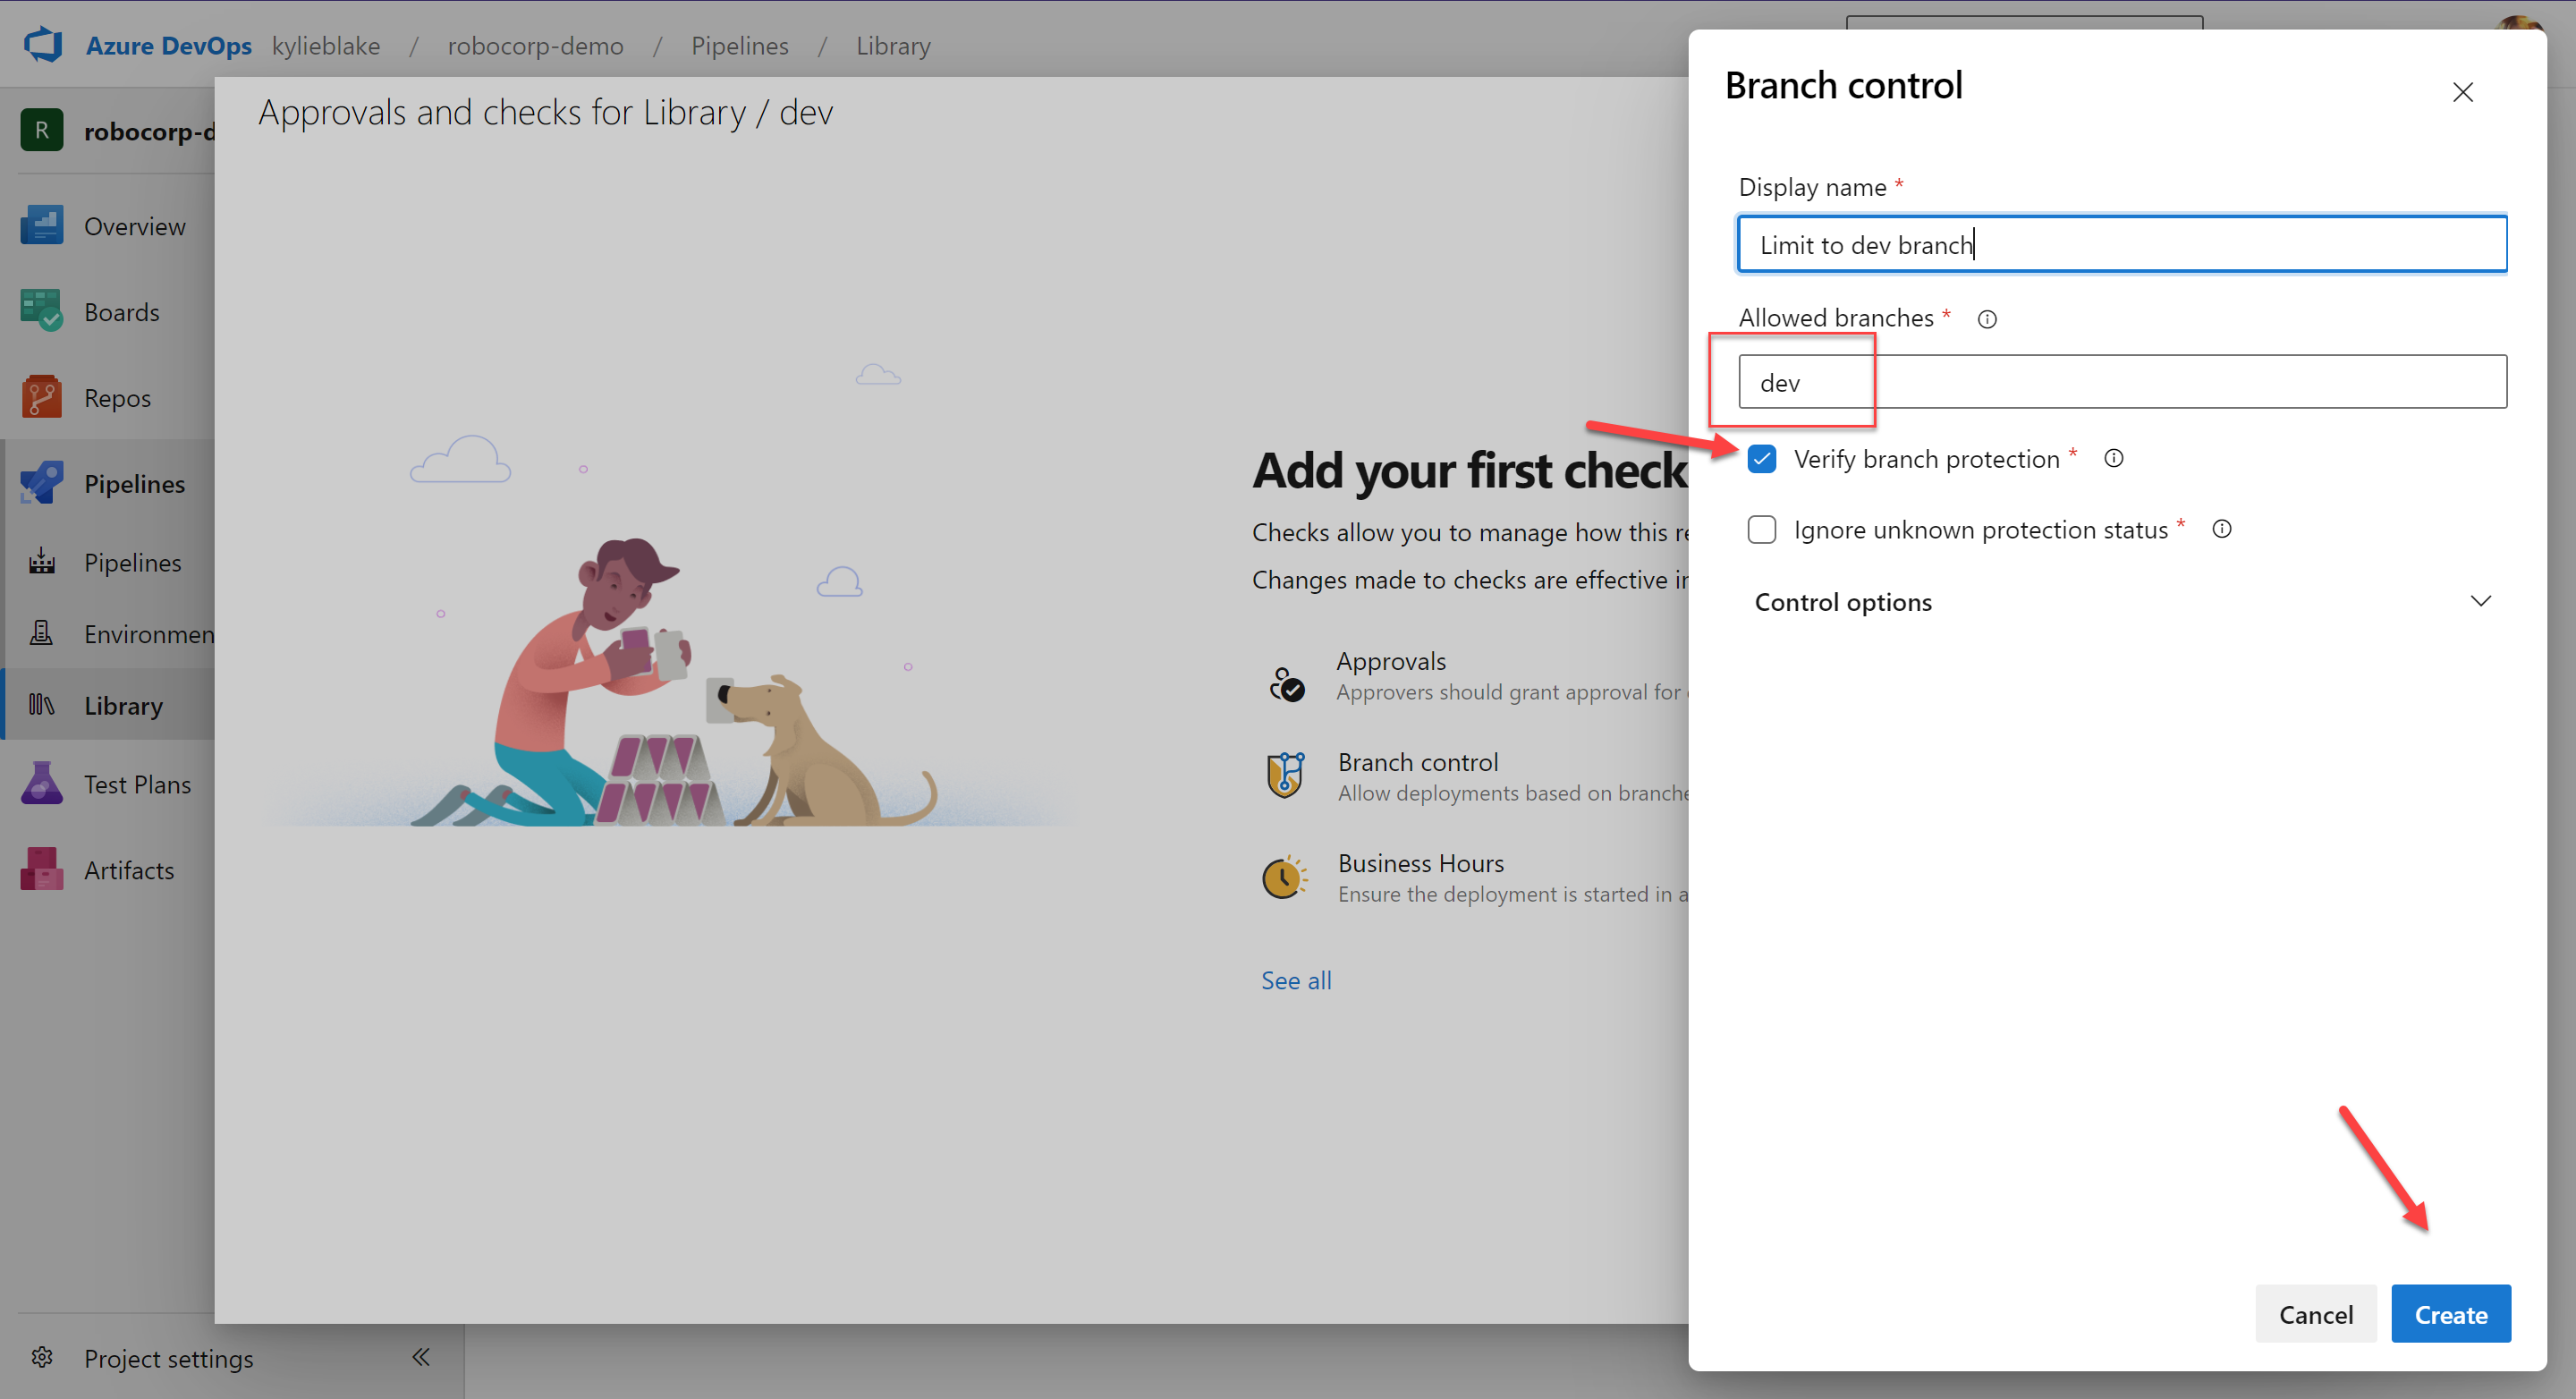 Azure DevOps kylieblake / robocorp-demo / Pipelines / Library
R robocorp-d
Overview
Boards
Repos
Pipelines
Pipelines
Environmen
Library
Test Plans
Artifacts
Project settings
Approvals and checks for Library / dev
Add your first check
Checks allow you to manage how this re
Changes made to checks are effective in
Approvals
Approvers should grant approval for
Branch control
Allow deployments based on branche
Business Hours
Ensure the deployment is started in a
See all
Branch control
Display name *
Limit to dev branch
Allowed branches *
dev
Verify branch protection *
Ignore unknown protection status *
Control options
Cancel
Create